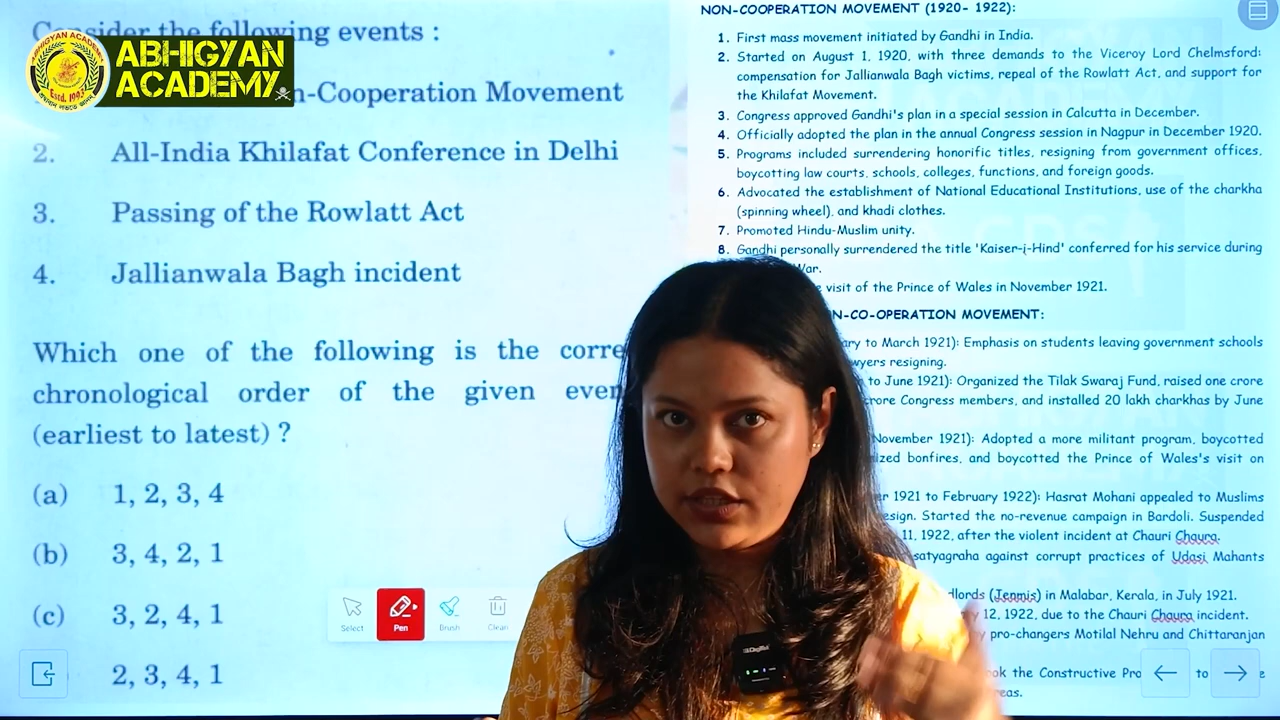 Consider the following events :
ABHIGYAN ACADEMY
ABHIGYAN
ACADEMY
Estd. 1997
n-Cooperation Movement
2. All-India Khilafat Conference in Delhi
3. Passing of the Rowlatt Act
4. Jallianwala Bagh incident
Which one of the following is the corre
chronological order of the given even
(earliest to latest) ?
(a) 1, 2, 3, 4
(b) 3, 4, 2, 1
(c) 3, 2, 4, 1
2, 3, 4, 1
Select
Pen
Brush
Clean
NON-COOPERATION MOVEMENT (1920- 1922):
1. First mass movement initiated by Gandhi in India.
2. Started on August 1, 1920, with three demands to the Viceroy Lord Chelmsford:
compensation for Jallianwala Bagh victims, repeal of the Rowlatt Act, and support for
the Khilafat Movement.
3. Congress approved Gandhi's plan in a special session in Calcutta in December.
4. Officially adopted the plan in the annual Congress session in Nagpur in December 1920.
5. Programs included surrendering honorific titles, resigning from government offices,
boycotting law courts, schools, colleges, functions, and foreign goods.
6. Advocated the establishment of National Educational Institutions, use of the charkha
(spinning wheel), and khadi clothes.
7. Promoted Hindu-Muslim unity.
8. Gandhi personally surrendered the title 'Kaiser-i-Hind' conferred for his service during
War.
visit of the Prince of Wales in November 1921.
N-CO-OPERATION MOVEMENT:
ary to March 1921): Emphasis on students leaving government schools
wyers resigning.
to June 1921): Organized the Tilak Swaraj Fund, raised one crore
rore Congress members, and installed 20 lakh charkhas by June
November 1921): Adopted a more militant program, boycotted
ized bonfires, and boycotted the Prince of Wales's visit on
r 1921 to February 1922): Hasrat Mohani appealed to Muslims
esign. Started the no-revenue campaign in Bardoli. Suspended
11, 1922, after the violent incident at Chauri Chaura.
satyagraha against corrupt practices of Udasi Mahants
dlords (Jenmis) in Malabar, Kerala, in July 1921.
y 12, 1922, due to the Chauri Chaura incident.
y pro-changers Motilal Nehru and Chittaranjan
ok the Constructive Pro to e
reas.